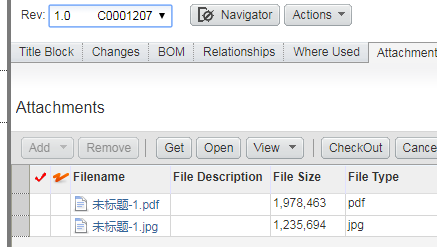 Rev: 1.0 C0001207 Navigator Actions
Title Block Changes BOM Relationships Where Used Attachment
Attachments
Add Remove Get Open View CheckOut Cance
Filename File Description File Size File Type
未标题-1.pdf 1,978,463 pdf
未标题-1.jpg 1,235,694 jpg